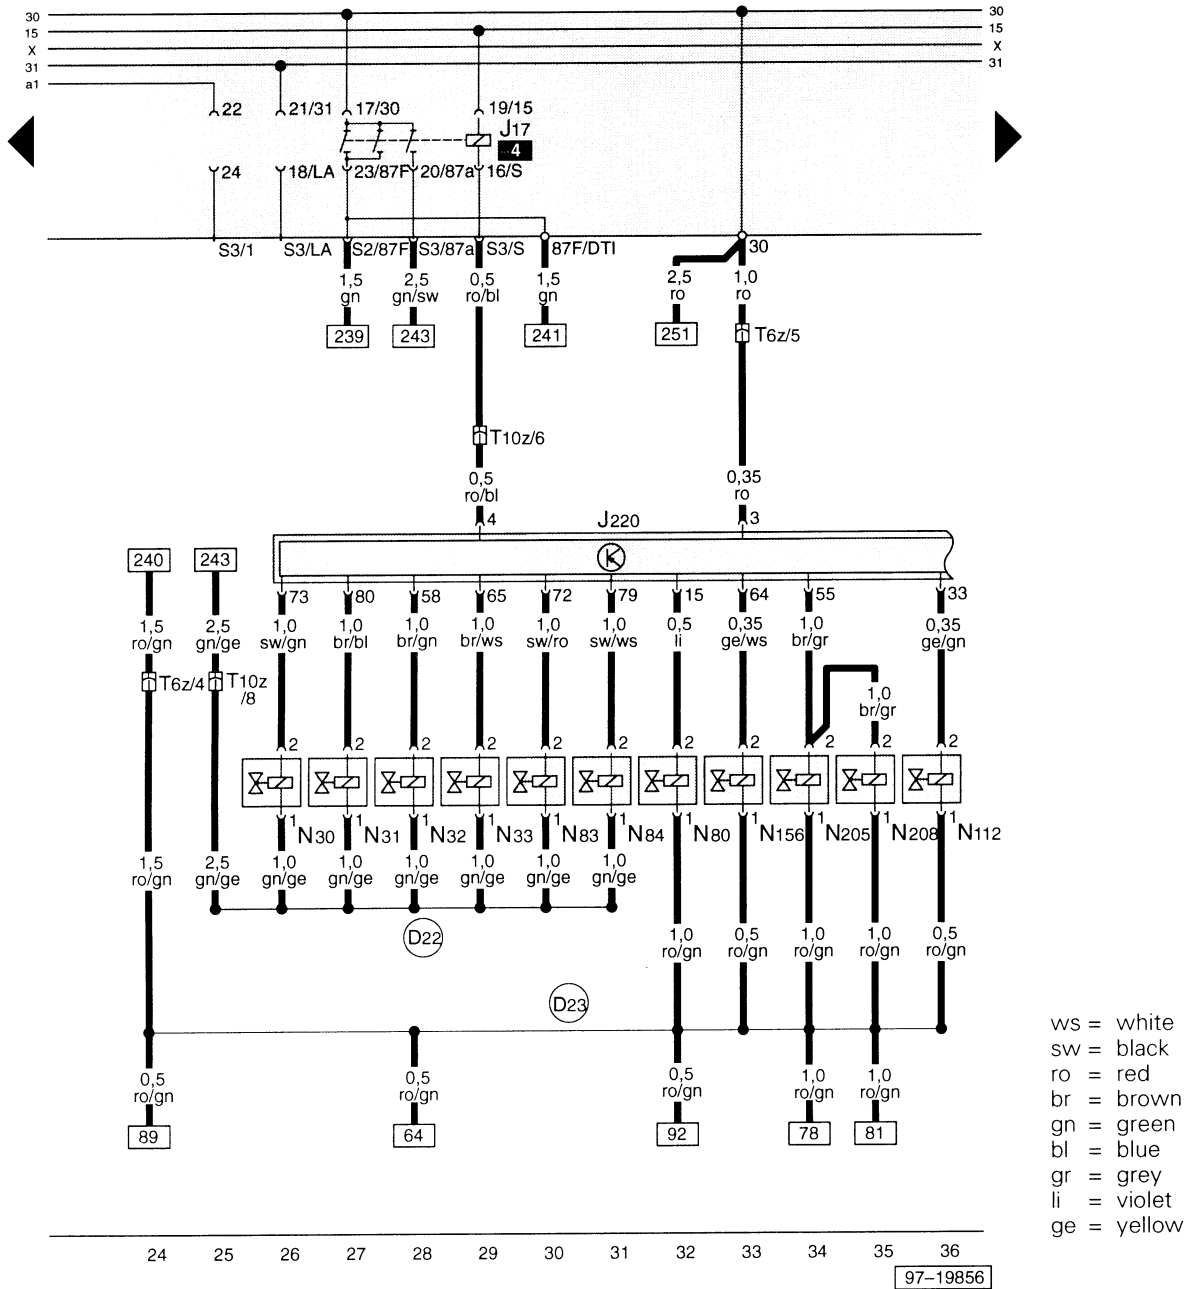 30 30
15 15
X X
31 31
a1
22 21/31 17/30 19/15
J17
4
24 18/LA 23/87F 20/87a 16/S
S3/1 S3/LA S2/87F S3/87a S3/S 87F/DTI 30
1,5 2,5 0,5 1,5 2,5 1,0
gn gn/sw ro/bl gn ro ro
239 243 241 251 T6z/5
T10z/6
0,5 0,35
ro/bl ro
4 J220 3
240 243
73 80 58 65 72 79 15 64 55 33
1,5 2,5 1,0 1,0 1,0 1,0 1,0 1,0 0,5 0,35 1,0 0,35
ro/gn gn/ge sw/gn br/bl br/gn br/ws sw/ro sw/ws li ge/ws br/gr ge/gn
T6z/4 T10z
/8
1,0
br/gr
2 2 2 2 2 2 2 2 2 2 2
1 N30 1 N31 1 N32 1 N33 1 N83 1 N84 1 N80 1 N156 1 N205 1 N208 1 N112
1,5 2,5 1,0 1,0 1,0 1,0 1,0 1,0
ro/gn gn/ge gn/ge gn/ge gn/ge gn/ge gn/ge gn/ge
D22
1,0 0,5 1,0 1,0 0,5
ro/gn ro/gn ro/gn ro/gn ro/gn
D23
0,5 0,5 0,5 1,0 1,0
ro/gn ro/gn ro/gn ro/gn ro/gn
89 64 92 78 81
ws = white
sw = black
ro = red
br = brown
gn = green
bl = blue
gr = grey
li = violet
ge = yellow
24 25 26 27 28 29 30 31 32 33 34 35 36
97–19856